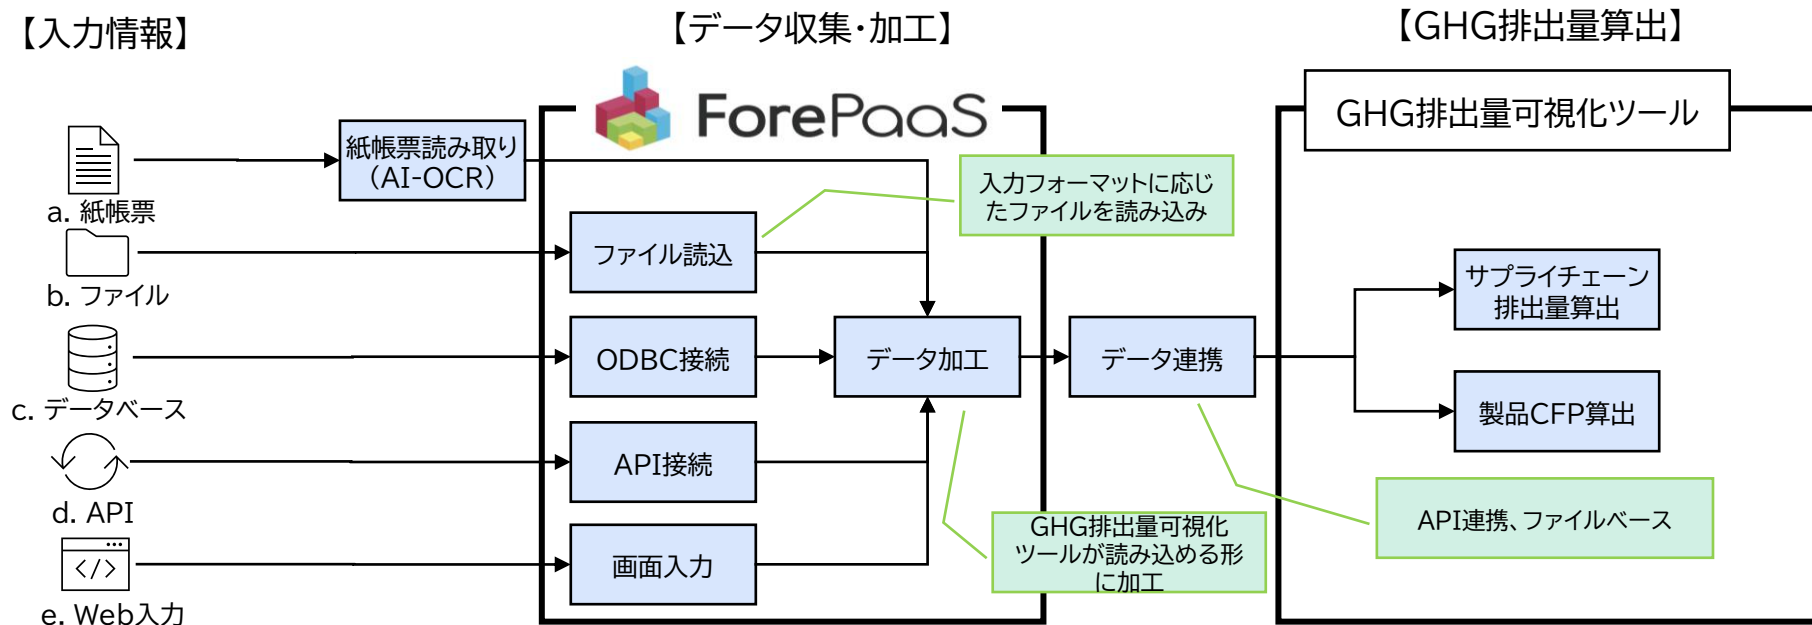 【入力情報】
【データ収集・加工】
【GHG排出量算出】
ForePaaS
GHG排出量可視化ツール
紙帳票読み取り
（AI-OCR）
a. 紙帳票
入力フォーマットに応じ
たファイルを読み込み
ファイル読込
b. ファイル
サプライチェーン
排出量算出
ODBC接続
データ加工
データ連携
c. データベース
製品CFP算出
API接続
d. API
API連携、ファイルベース
GHG排出量可視化
ツールが読み込める形
に加工
画面入力
</>
e. Web入力